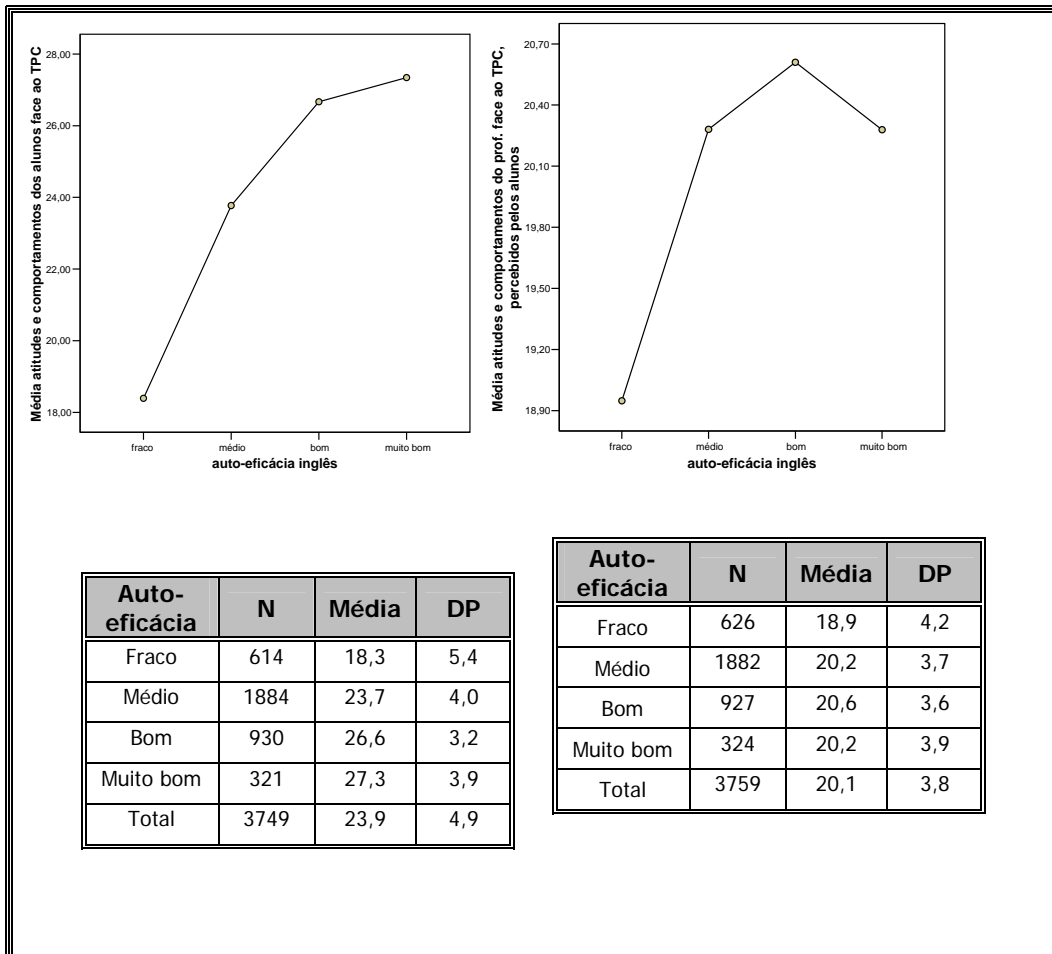 Média atitudes e comportamentos dos alunos face ao TPC
28,00
26,00
24,00
22,00
20,00
18,00
fraco médio bom muito bom
auto-eficácia inglês
Média atitudes e comportamentos do prof. face ao TPC,
percebidos pelos alunos
20,70
20,40
20,10
19,80
19,50
19,20
18,90
fraco médio bom muito bom
auto-eficácia inglês
Auto-
eficácia N Média DP
Fraco 614 18,3 5,4
Médio 1884 23,7 4,0
Bom 930 26,6 3,2
Muito bom 321 27,3 3,9
Total 3749 23,9 4,9
Auto-
eficácia N Média DP
Fraco 626 18,9 4,2
Médio 1882 20,2 3,7
Bom 927 20,6 3,6
Muito bom 324 20,2 3,9
Total 3759 20,1 3,8